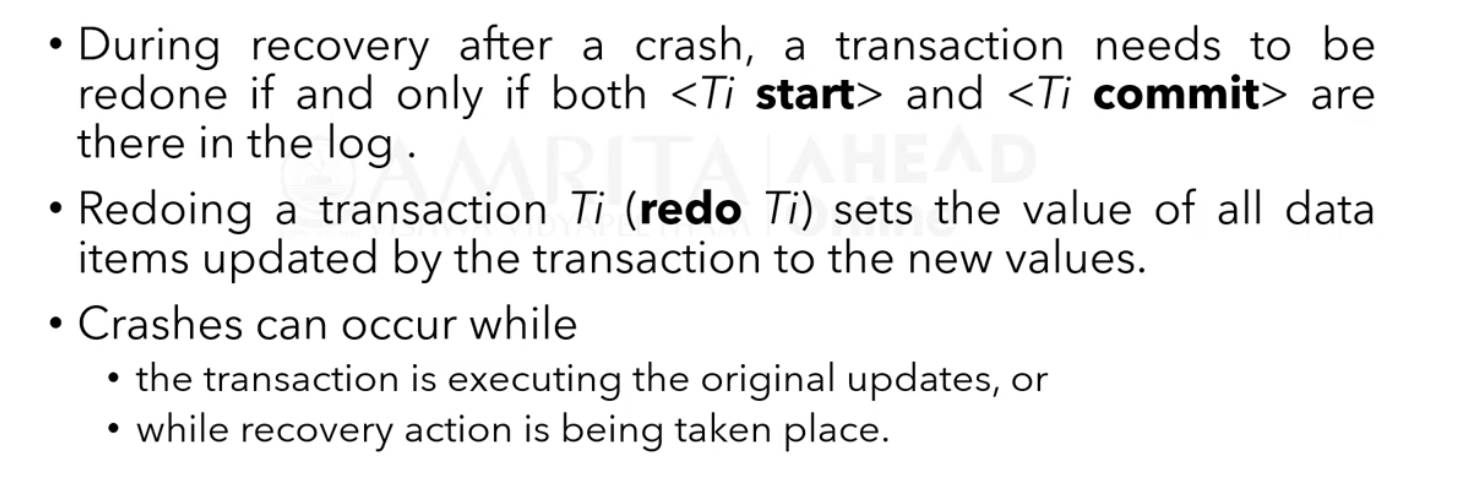 • During recovery after a crash, a transaction needs to be
redone if and only if both <Ti start> and <Ti commit> are
there in the log .
• Redoing a transaction Ti (redo Ti) sets the value of all data
items updated by the transaction to the new values.
• Crashes can occur while
• the transaction is executing the original updates, or
• while recovery action is being taken place.
AMRITA AHEAD
VISHWA VIDYAPEETHAM Online